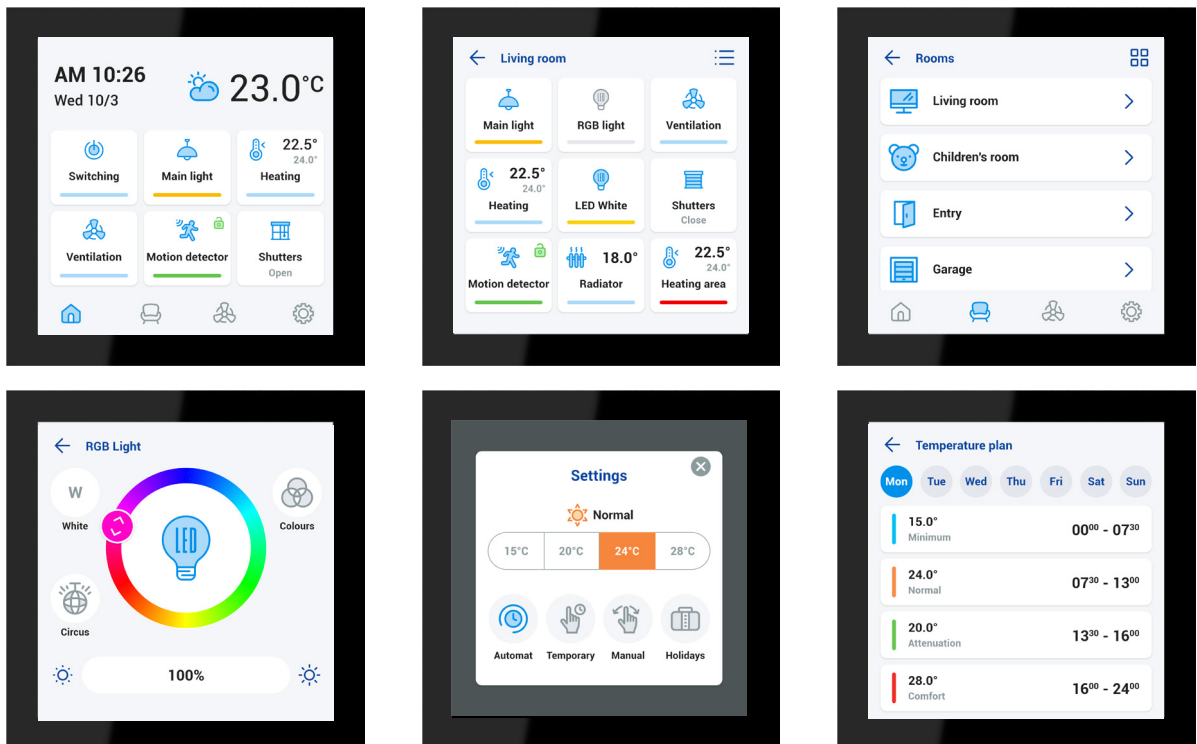 AM 10:26
Wed 10/3
23.0°C
Switching
Main light
22.5°
24.0°
Heating
Ventilation
Motion detector
Shutters
Open
Living room
Main light
RGB light
Ventilation
22.5°
24.0°
Heating
LED White
Shutters
Close
Motion detector
18.0°
Radiator
22.5°
24.0°
Heating area
Rooms
Living room
Children's room
Entry
Garage
RGB Light
W
White
Colours
LED
Circus
100%
Settings
Normal
15°C 20°C 24°C 28°C
Automat Temporary Manual Holidays
Temperature plan
Mon Tue Wed Thu Fri Sat Sun
15.0°
Minimum
00⁰⁰ - 07³⁰
24.0°
Normal
07³⁰ - 13⁰⁰
20.0°
Attenuation
13³⁰ - 16⁰⁰
28.0°
Comfort
16⁰⁰ - 24⁰⁰